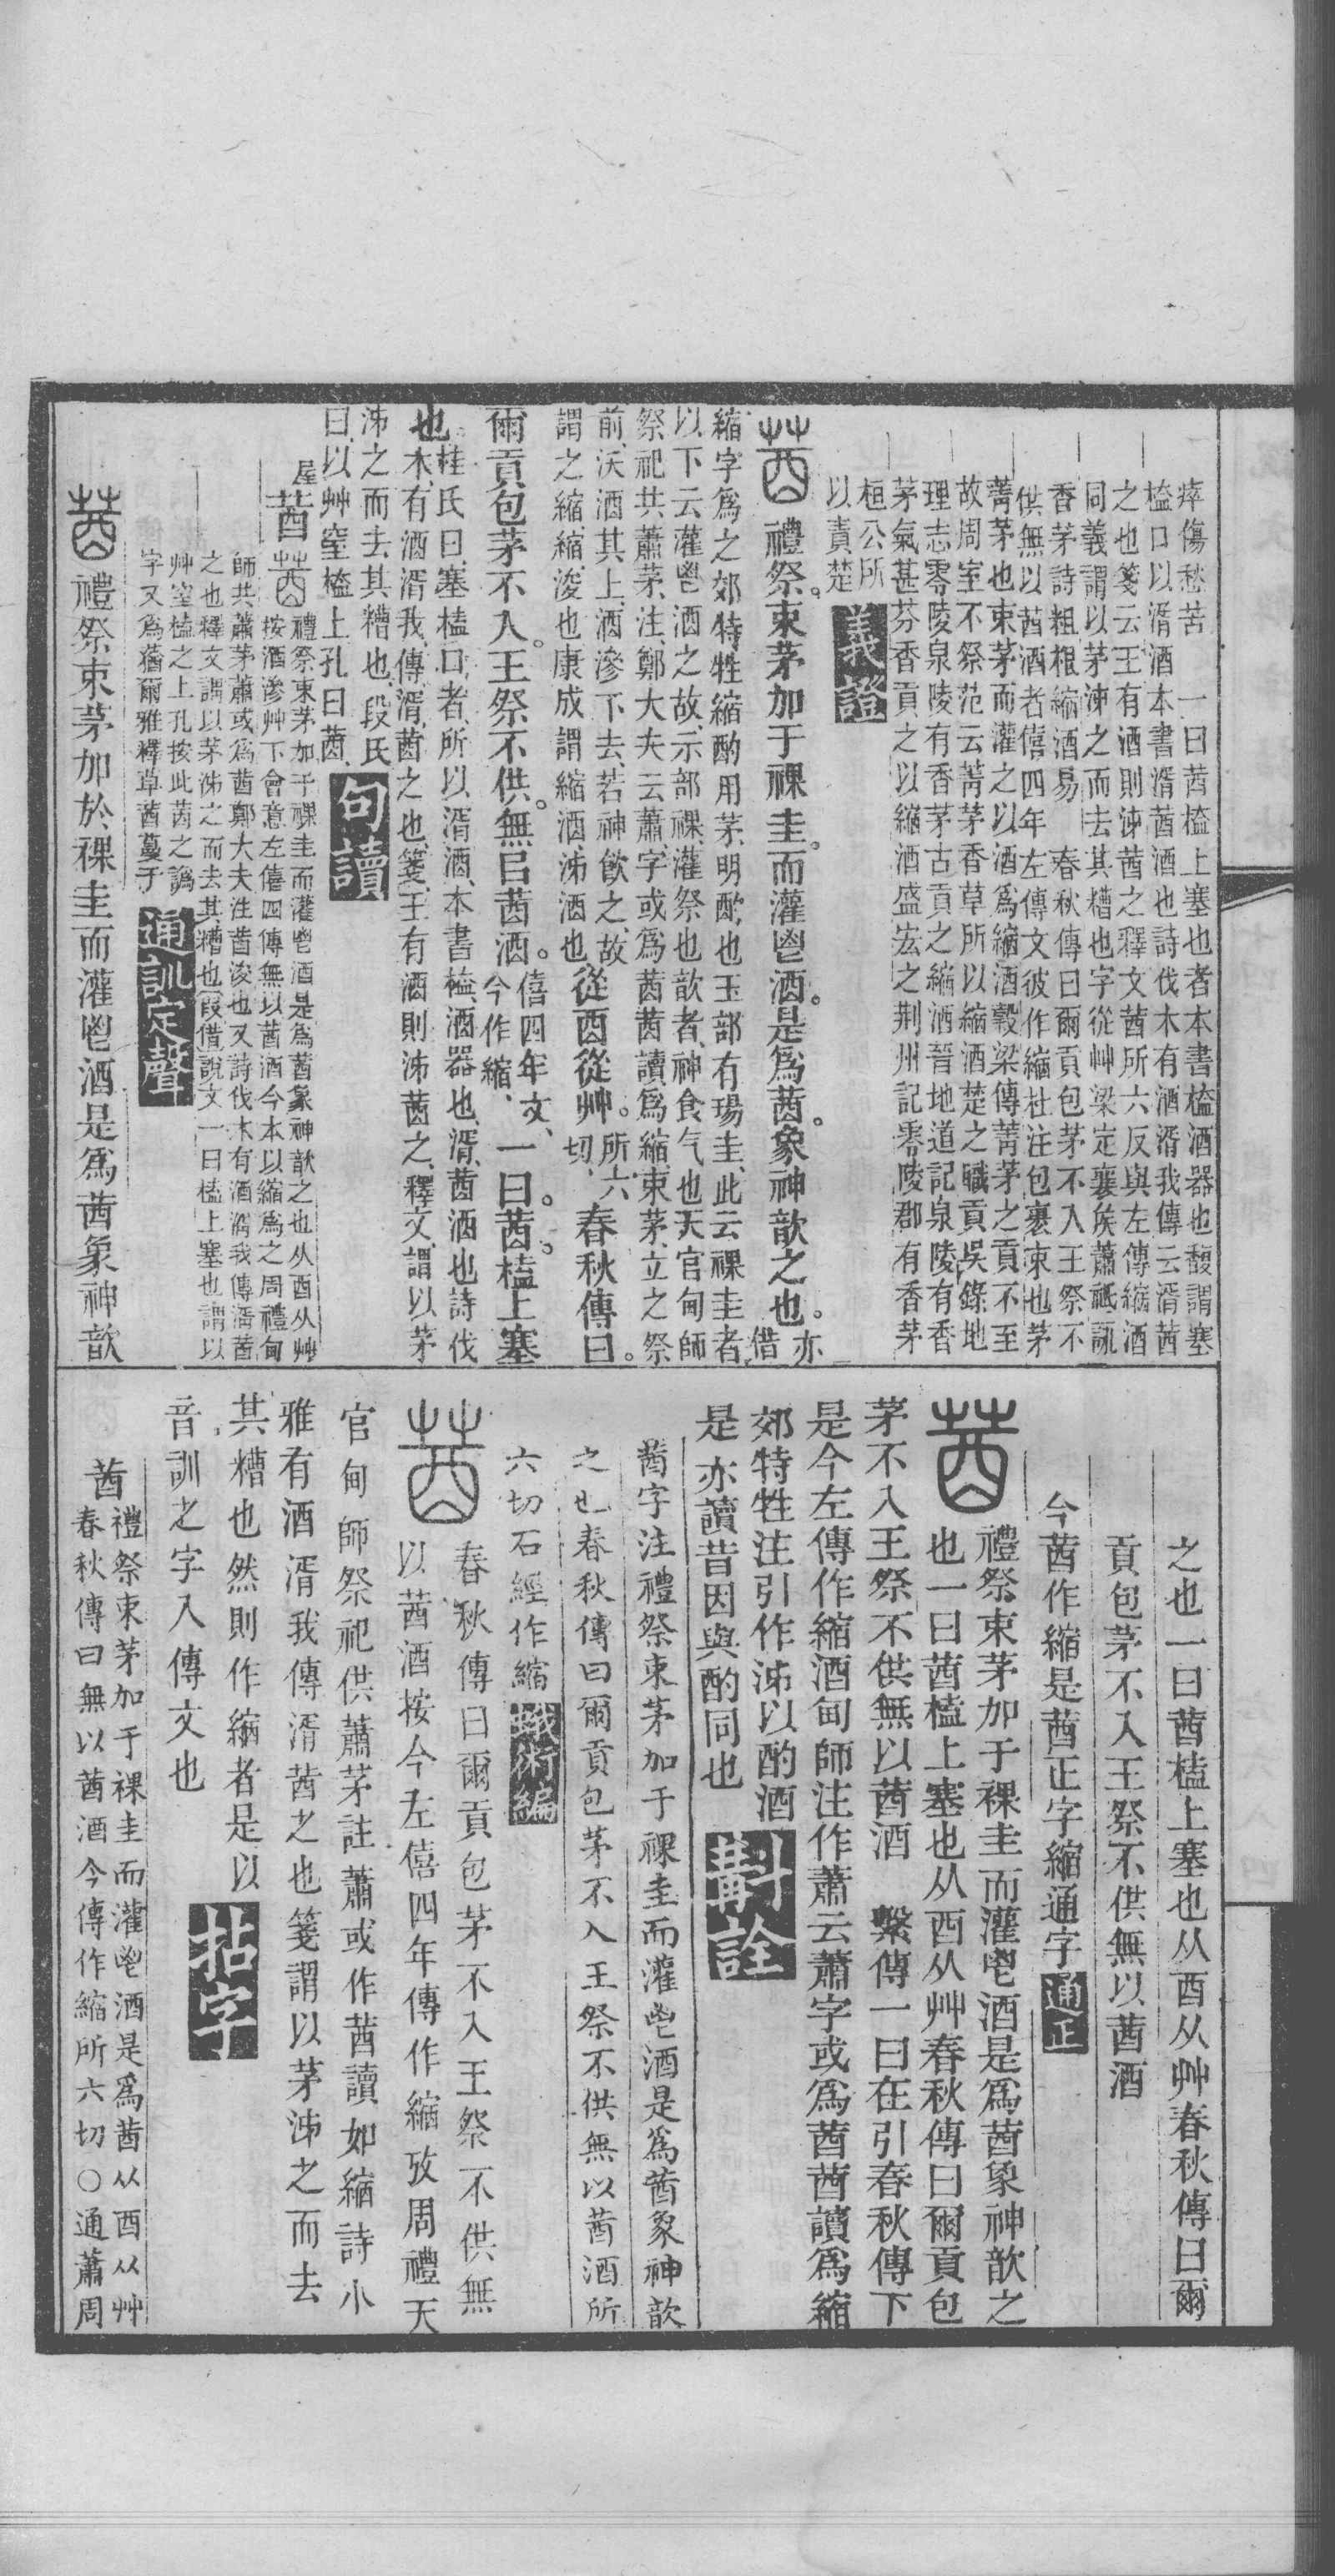 瘁傷愁苦　一曰莤榼上塞也者本書榼酒器也馥謂塞
榼口以湑酒本書湑莤酒也詩伐木有酒湑我傳云湑莤
之也箋云王有酒則泲莤之釋文莤所六反與左傳縮酒
同義謂以茅泲之而去其糟也字從艸梁定襄矦蕭祗諷
香茅詩粗根縮酒易　春秋傳曰爾貢包茅不入王祭不
供無以莤酒者僖四年左傳文彼作縮杜注包裹束也茅
菁茅也束茅而灌之以酒爲縮酒穀梁傳菁茅之貢不至
故周室不祭范云菁茅香草所以縮酒楚之職貢吳錄地
理志零陵泉陵有香茅古貢之縮酒晉地道記泉陵有香
茅氣甚芬香貢之以縮酒盛宏之荆州記零陵郡有香茅
桓公所
以責楚
義證
莤禮祭束茅加于祼圭而灌鬯酒是爲莤象神歆之也亦借
縮字爲之郊特牲縮酌用茅明酌也玉部有瑒圭此云祼圭者
以下云灌鬯酒之故示部祼灌祭也歆者神食气也天官甸師
祭祀共蕭茅注鄭大夫云蕭字或爲莤莤讀爲縮束茅立之祭
前沃酒其上酒滲下去若神飲之故
謂之縮縮浚也康成謂縮酒泲酒也
從酉從艸所六切春秋傳曰
爾貢包茅不入王祭不供無㠯莤酒僖四年文今作縮一曰莤榼上塞
也桂氏曰塞榼口者所以湑酒本書榼酒器也湑莤酒也詩伐
木有酒湑我傳湑莤之也箋王有酒則泲莤之釋文謂以茅
泲之而去其糟也段氏
曰以艸窒榼上孔曰莤
句讀
屋
莤莤禮祭束茅加于祼圭而灌鬯酒是爲莤象神歆之也从酉从艸
按酒滲艸下會意左僖四傳無以莤酒今本以縮爲之周禮甸
師共蕭茅蕭或爲莤鄭大夫注莤浚也又詩伐木有酒湑我傳湑莤
之也釋文謂以茅泲之而去其糟也叚借說文一曰榼上塞也謂以
艸窒榼之上孔按此莤之譌
字又爲蕕爾雅釋草莤蔓于
通訓定聲
莤禮祭束茅加於祼圭而灌鬯酒是爲莤象神歆
之也一曰莤榼上塞也从酉从艸春秋傳曰爾
貢包茅不入王祭不供無以莤酒
今莤作縮是莤正字縮通字
通正
莤禮祭束茅加于祼圭而灌鬯酒是爲莤象神歆之
也一曰莤榼上塞也从酉从艸春秋傳曰爾貢包
茅不入王祭不供無以莤酒　繫傳一曰在引春秋傳下
是今左傳作縮酒甸師注作蕭云蕭字或爲莤莤讀爲縮
郊特牲注引作泲以酌酒
是亦讀昔因與酌同也
斠詮
莤字注禮祭束茅加于祼圭而灌鬯酒是爲莤象神歆
之也春秋傳曰爾貢包茅不入王祭不供無以莤酒所
六切石經作縮
蛾術編
莤春秋傳曰爾貢包茅不入王祭不供無
以莤酒按今左僖四年傳作縮攷周禮天
官甸師祭祀供蕭茅註蕭或作莤讀如縮詩小
雅有酒湑我傳湑莤之也箋謂以茅泲之而去
其糟也然則作縮者是以
音訓之字入傳文也
拈字
莤禮祭束茅加于祼圭而灌鬯酒是爲莤从酉从艸
春秋傳曰無以莤酒今傳作縮所六切○通蕭周